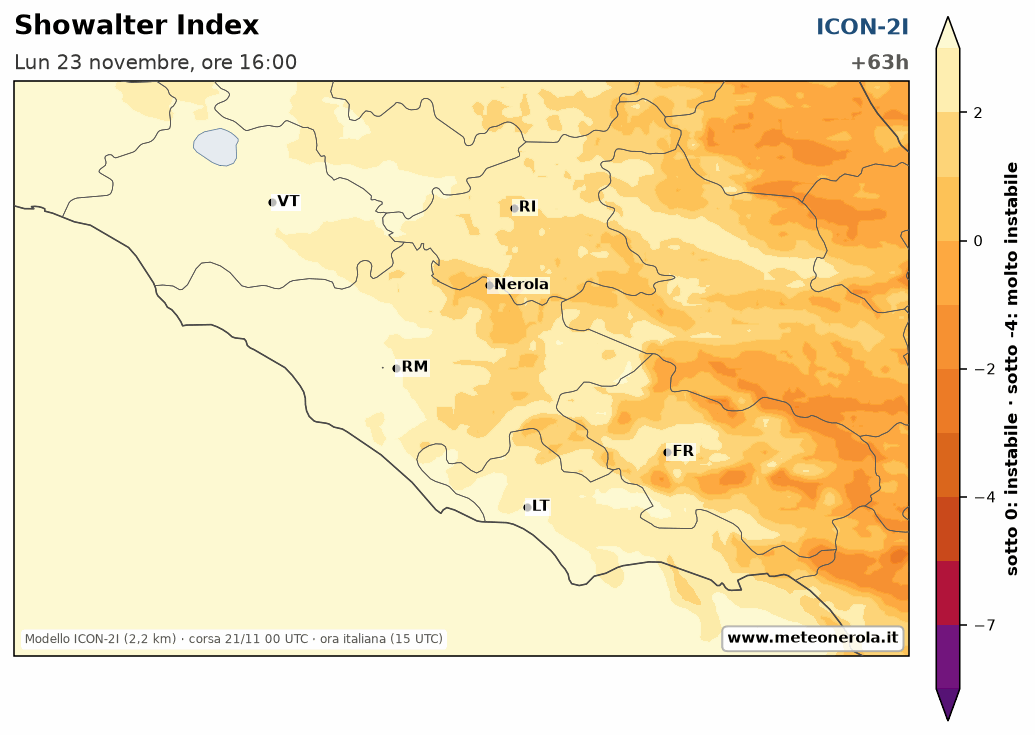 Showalter Index
ICON-2I
Lun 23 novembre, ore 16:00
+63h
VT
RI
Nerola
RM
FR
LT
Modello ICON-2I (2,2 km) · corsa 21/11 00 UTC · ora italiana (15 UTC)
www.meteonerola.it
2
0
−2
−4
−7
sotto 0: instabile · sotto -4: molto instabile